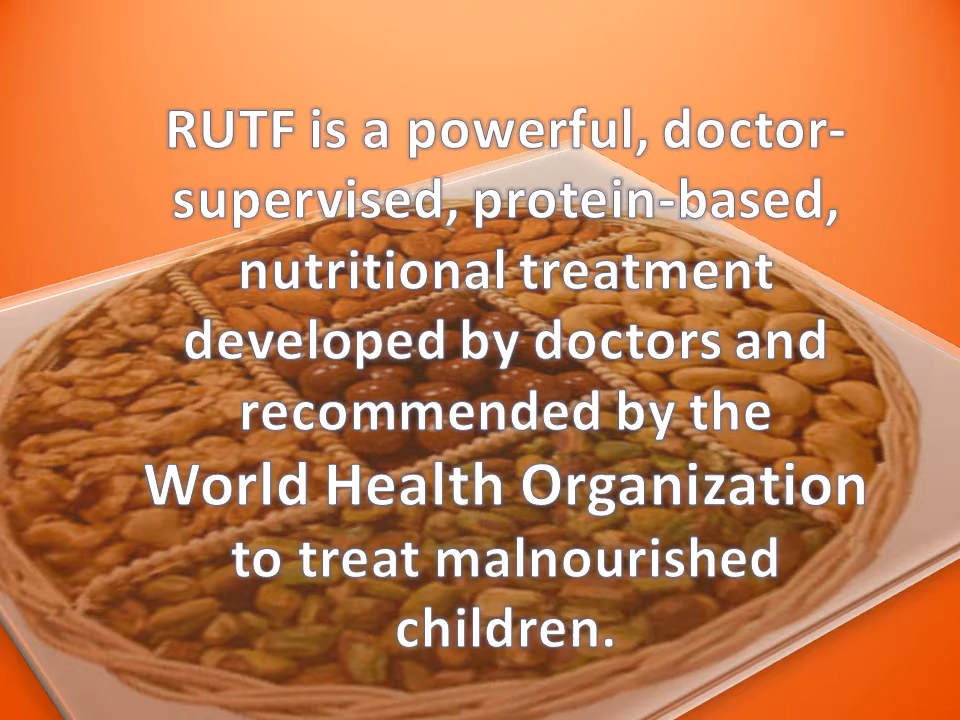 RUTF is a powerful, doctor-
supervised, protein-based,
nutritional treatment
developed by doctors and
recommended by the
World Health Organization
to treat malnourished
children.